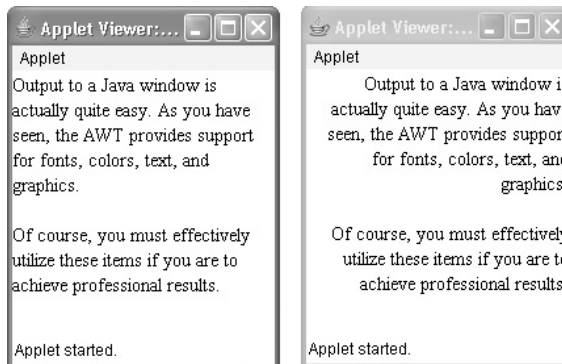 Applet Viewer:...
Applet
Output to a Java window is
actually quite easy. As you have
seen, the AWT provides support
for fonts, colors, text, and
graphics.
Of course, you must effectively
utilize these items if you are to
achieve professional results.
Applet started.
Applet Viewer:...
Applet
Output to a Java window i
actually quite easy. As you hav
seen, the AWT provides suppor
for fonts, colors, text, an
graphics
Of course, you must effectively
utilize these items if you are to
achieve professional results
Applet started.